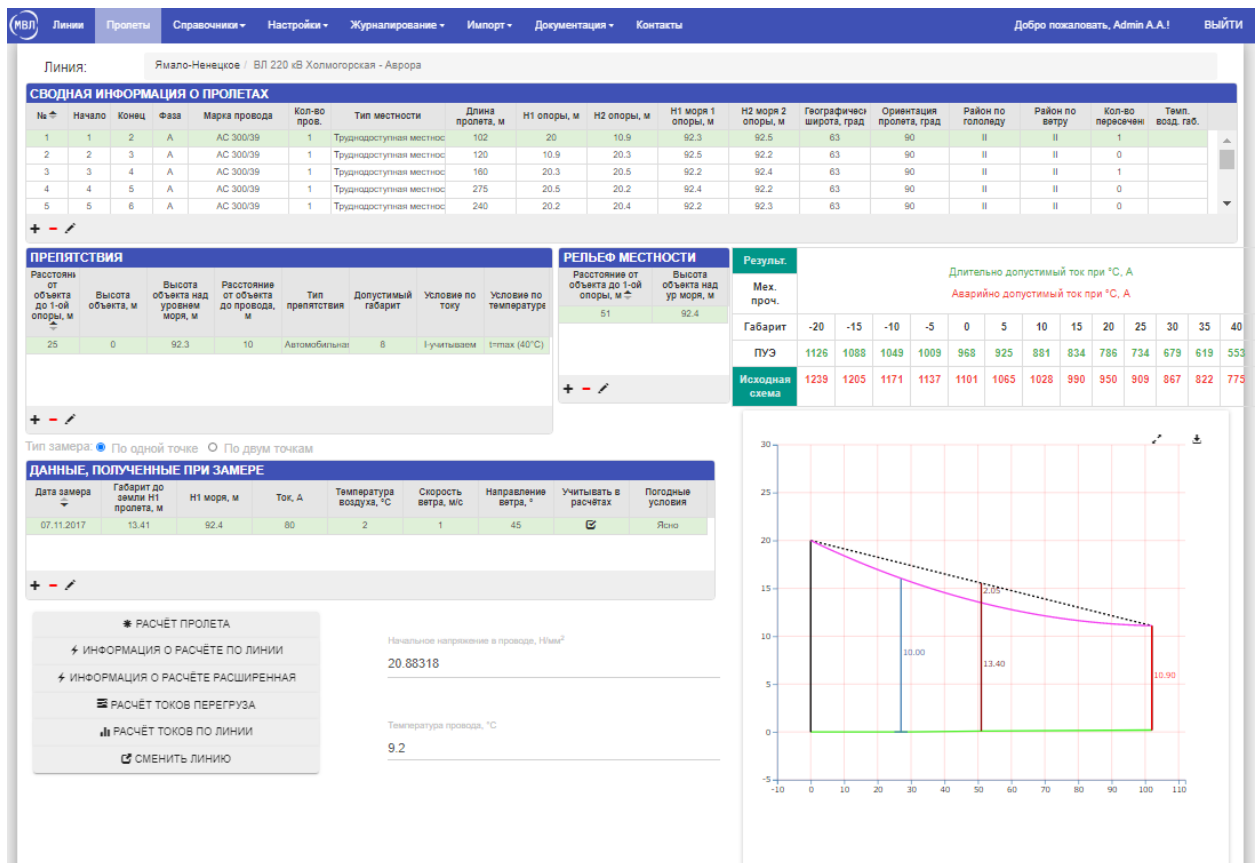 МВЛ Линии Пролеты Справочники Настройки Журналирование Импорт Документация Контакты Добро пожаловать, Admin A.A.! ВЫЙТИ
Линия: Ямало-Ненецкое / ВЛ 220 кВ Холмогорская - Аврора
СВОДНАЯ ИНФОРМАЦИЯ О ПРОЛЕТАХ
№ Начало Конец Фаза Марка провода Кол-во пров. Тип местности Длина пролета, м Н1 опоры, м Н2 опоры, м Н1 моря 1 опоры, м Н2 моря 2 опоры, м Географичес широта, град Ориентация пролета, град Район по гололеду Район по ветру Кол-во пересечени Темп. возд. габ.
1 1 2 A АС 300/39 1 Труднодоступная местнос 102 20 10.9 92.3 92.5 63 90 II II 1
2 2 3 A АС 300/39 1 Труднодоступная местнос 120 10.9 20.3 92.5 92.2 63 90 II II 0
3 3 4 A АС 300/39 1 Труднодоступная местнос 160 20.3 20.5 92.2 92.4 63 90 II II 1
4 4 5 A АС 300/39 1 Труднодоступная местнос 275 20.5 20.2 92.4 92.2 63 90 II II 0
5 5 6 A АС 300/39 1 Труднодоступная местнос 240 20.2 20.4 92.2 92.3 63 90 II II 0
ПРЕПЯТСТВИЯ
Расстоян от объекта до 1-ой опоры, м Высота объекта, м Высота объекта над уровнем моря, м Расстояние от объекта до провода, м Тип препятствия Допустимый габарит Условие по току Условие по температуре
25 0 92.3 10 Автомобильная 8 I-учитываем t=max (40°C)
РЕЛЬЕФ МЕСТНОСТИ
Расстояние от объекта до 1-ой опоры, м Высота объекта над ур моря, м
51 92.4
Результ. Длительно допустимый ток при °C, А
Мех. проч. Аварийно допустимый ток при °C, А
Габарит -20 -15 -10 -5 0 5 10 15 20 25 30 35 40
ПУЭ 1126 1088 1049 1009 968 925 881 834 786 734 679 619 553
Исходная схема 1239 1205 1171 1137 1101 1065 1028 990 950 909 867 822 775
Тип замера: По одной точке По двум точкам
ДАННЫЕ, ПОЛУЧЕННЫЕ ПРИ ЗАМЕРЕ
Дата замера Габарит до земли Н1 пролета, м Н1 моря, м Ток, А Температура воздуха, °C Скорость ветра, м/с Направление ветра, ° Учитывать в расчётах Погодные условия
07.11.2017 13.41 92.4 80 2 1 45 Ясно
РАСЧЁТ ПРОЛЕТА
ИНФОРМАЦИЯ О РАСЧЁТЕ ПО ЛИНИИ
ИНФОРМАЦИЯ О РАСЧЁТЕ РАСШИРЕННАЯ
РАСЧЁТ ТОКОВ ПЕРЕГРУЗА
РАСЧЁТ ТОКОВ ПО ЛИНИИ
СМЕНИТЬ ЛИНИЮ
Начальное напряжение в проводе, Н/мм²
20.88318
Температура провода, °C
9.2
30
25
20
15
10
5
0
-5
2.05
10.00
13.40
10.90
-10 0 10 20 30 40 50 60 70 80 90 100 110